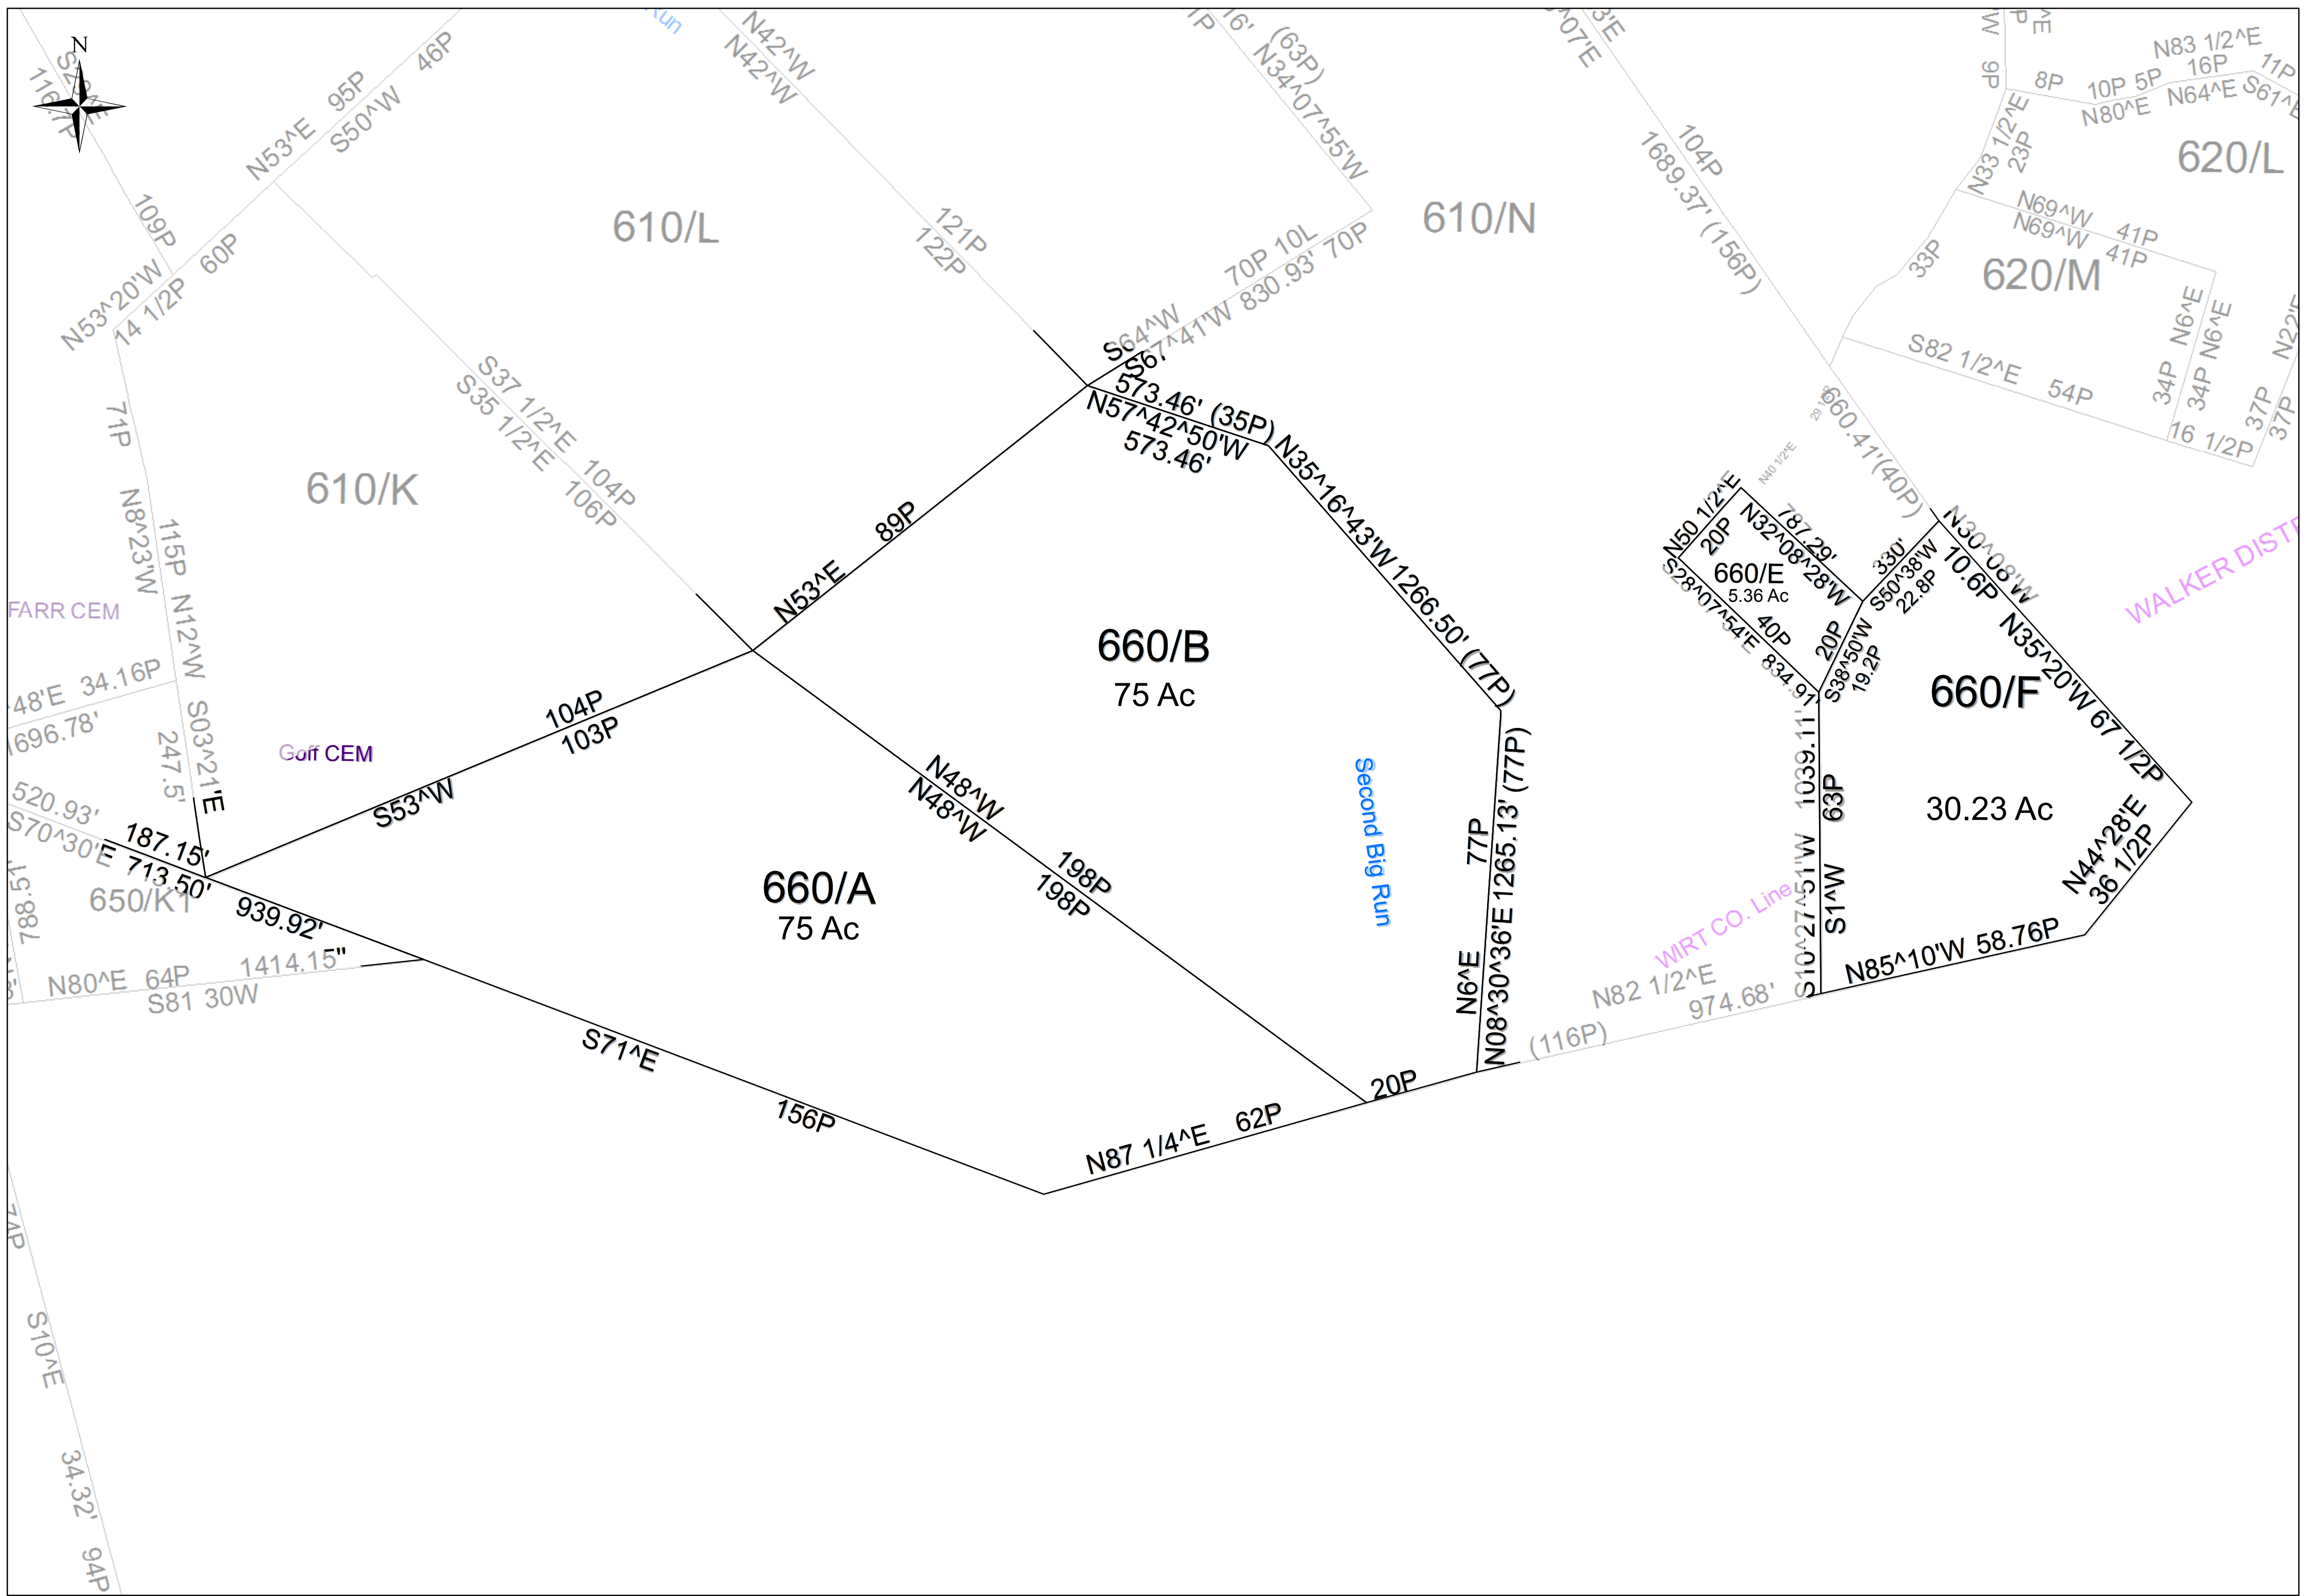 N
116.7P
109P
N53^E 95P
S50^W
46P
60P
N53^20'W
14 1/2P
Run
N42^W
N42^W
121P
122P
610/L
(63P)
N34^07^55'W
610/N
104P
1689.37' (156P)
N83 1/2^E
16P
11P
9P
8P
10P
5P
N80^E
N64^E
N33 1/2^E
23P
620/L
N69^W 41P
N69^W 41P
33P
620/M
S82 1/2^E 54P
34P N6^E
34P N6^E
16 1/2P
37P
37P
70P 10L
830.93' 70P
S64^W
S37 1/2^E 104P
S35 1/2^E 106P
71P
610/K
N8^23'W
115P N12^W
S03^21'E
247.5'
FARR CEM
34.16P
1696.78'
Goff CEM
520.93'
S70^30'E
187.15'
713.50'
650/K1
788.51'
939.92'
N80^E 64P
1414.15"
S81 30W
573.46' (35P)
N57^42^50'W
573.46'
N53^E 89P
N35^16^43'W 1266.50' (77P)
660/B
75 Ac
104P
103P
S53^W
N48^W
N48^W
198P
198P
660/A
75 Ac
Second Big Run
N6^E 77P
N08^30^36'E 1265.13' (77P)
S71^E
156P
N87 1/4^E 62P
20P
(116P)
N82 1/2^E
974.68'
WIRT CO. Line
660.41'(40P)
N40 1/2^E
N50 1/2^E
20P
787.29'
N32^08^28'W
660/E
5.36 Ac
S28^07^54'E 834.91'
40P
330'
S50^38'W
22.8P
20P
S38^50'W
19.2P
N30^08'W
10.6P
N35^20'W 67 1/2P
660/F
30.23 Ac
S10^27^51'W 1039.11'
S1^W 63P
N44^28'E
36 1/2P
N85^10'W 58.76P
S10^E
34.32'
94P